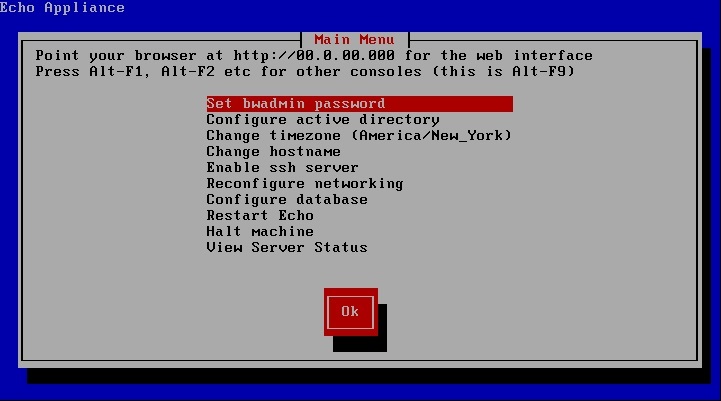 Echo Appliance
Main Menu
Point your browser at http://00.0.00.000 for the web interface
Press Alt-F1, Alt-F2 etc for other consoles (this is Alt-F9)
Set bwadmin password
Configure active directory
Change timezone (America/New_York)
Change hostname
Enable ssh server
Reconfigure networking
Configure database
Restart Echo
Halt machine
View Server Status
Ok